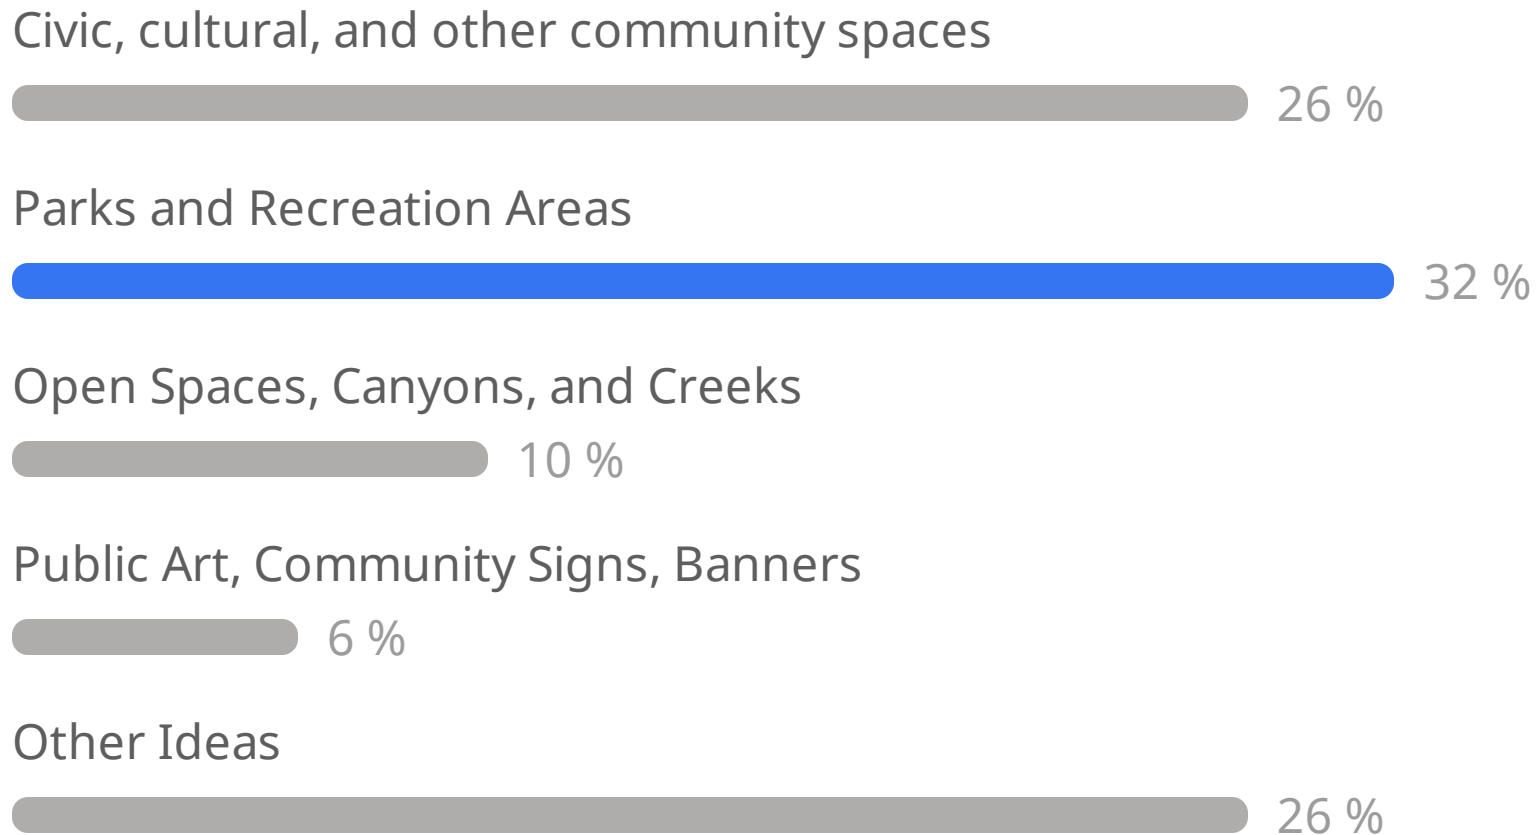 Civic, cultural, and other community spaces
26 %
Parks and Recreation Areas
32 %
Open Spaces, Canyons, and Creeks
10 %
Public Art, Community Signs, Banners
6 %
Other Ideas
26 %